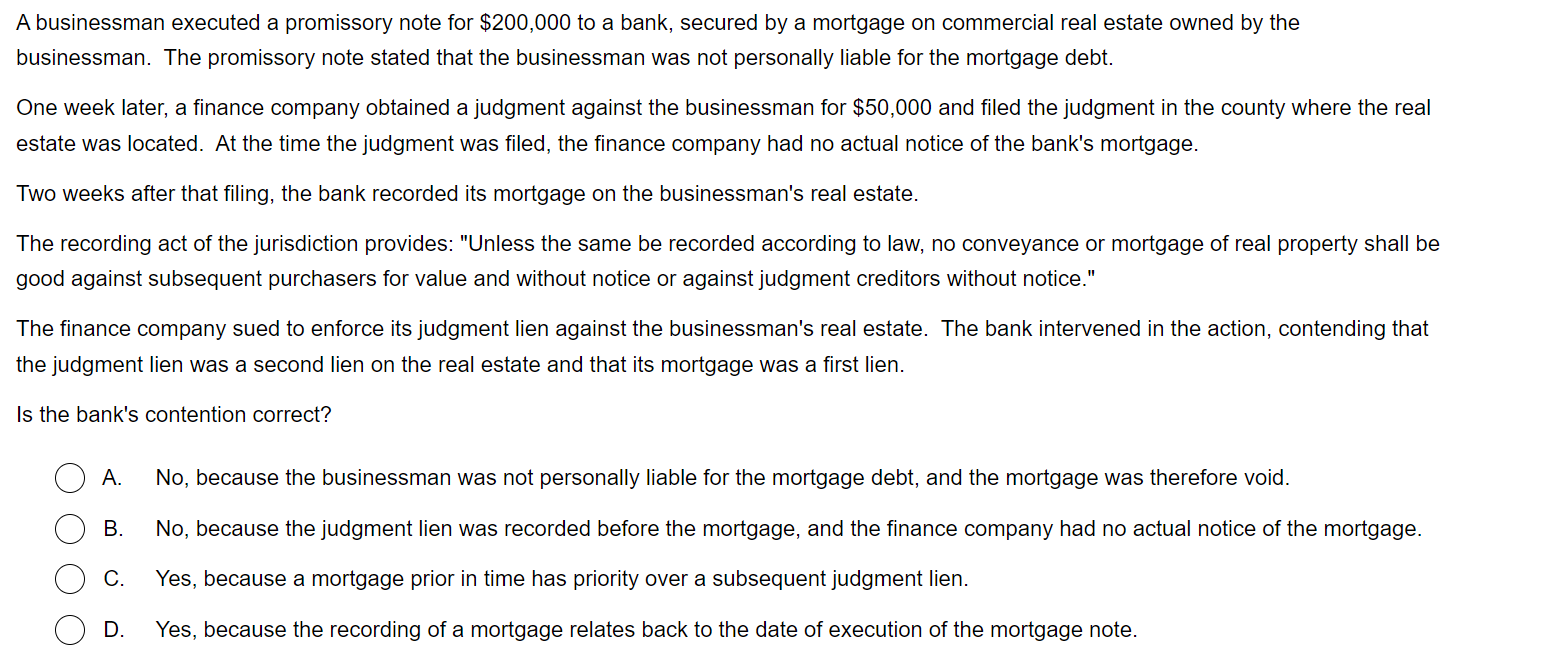 A businessman executed a promissory note for $200,000 to a bank, secured by a mortgage on commercial real estate owned by the
businessman.  The promissory note stated that the businessman was not personally liable for the mortgage debt.
One week later, a finance company obtained a judgment against the businessman for $50,000 and filed the judgment in the county where the real
estate was located.  At the time the judgment was filed, the finance company had no actual notice of the bank's mortgage.
Two weeks after that filing, the bank recorded its mortgage on the businessman's real estate.
The recording act of the jurisdiction provides: "Unless the same be recorded according to law, no conveyance or mortgage of real property shall be
good against subsequent purchasers for value and without notice or against judgment creditors without notice."
The finance company sued to enforce its judgment lien against the businessman's real estate.  The bank intervened in the action, contending that
the judgment lien was a second lien on the real estate and that its mortgage was a first lien.
Is the bank's contention correct?
A. No, because the businessman was not personally liable for the mortgage debt, and the mortgage was therefore void.
B. No, because the judgment lien was recorded before the mortgage, and the finance company had no actual notice of the mortgage.
C. Yes, because a mortgage prior in time has priority over a subsequent judgment lien.
D. Yes, because the recording of a mortgage relates back to the date of execution of the mortgage note.